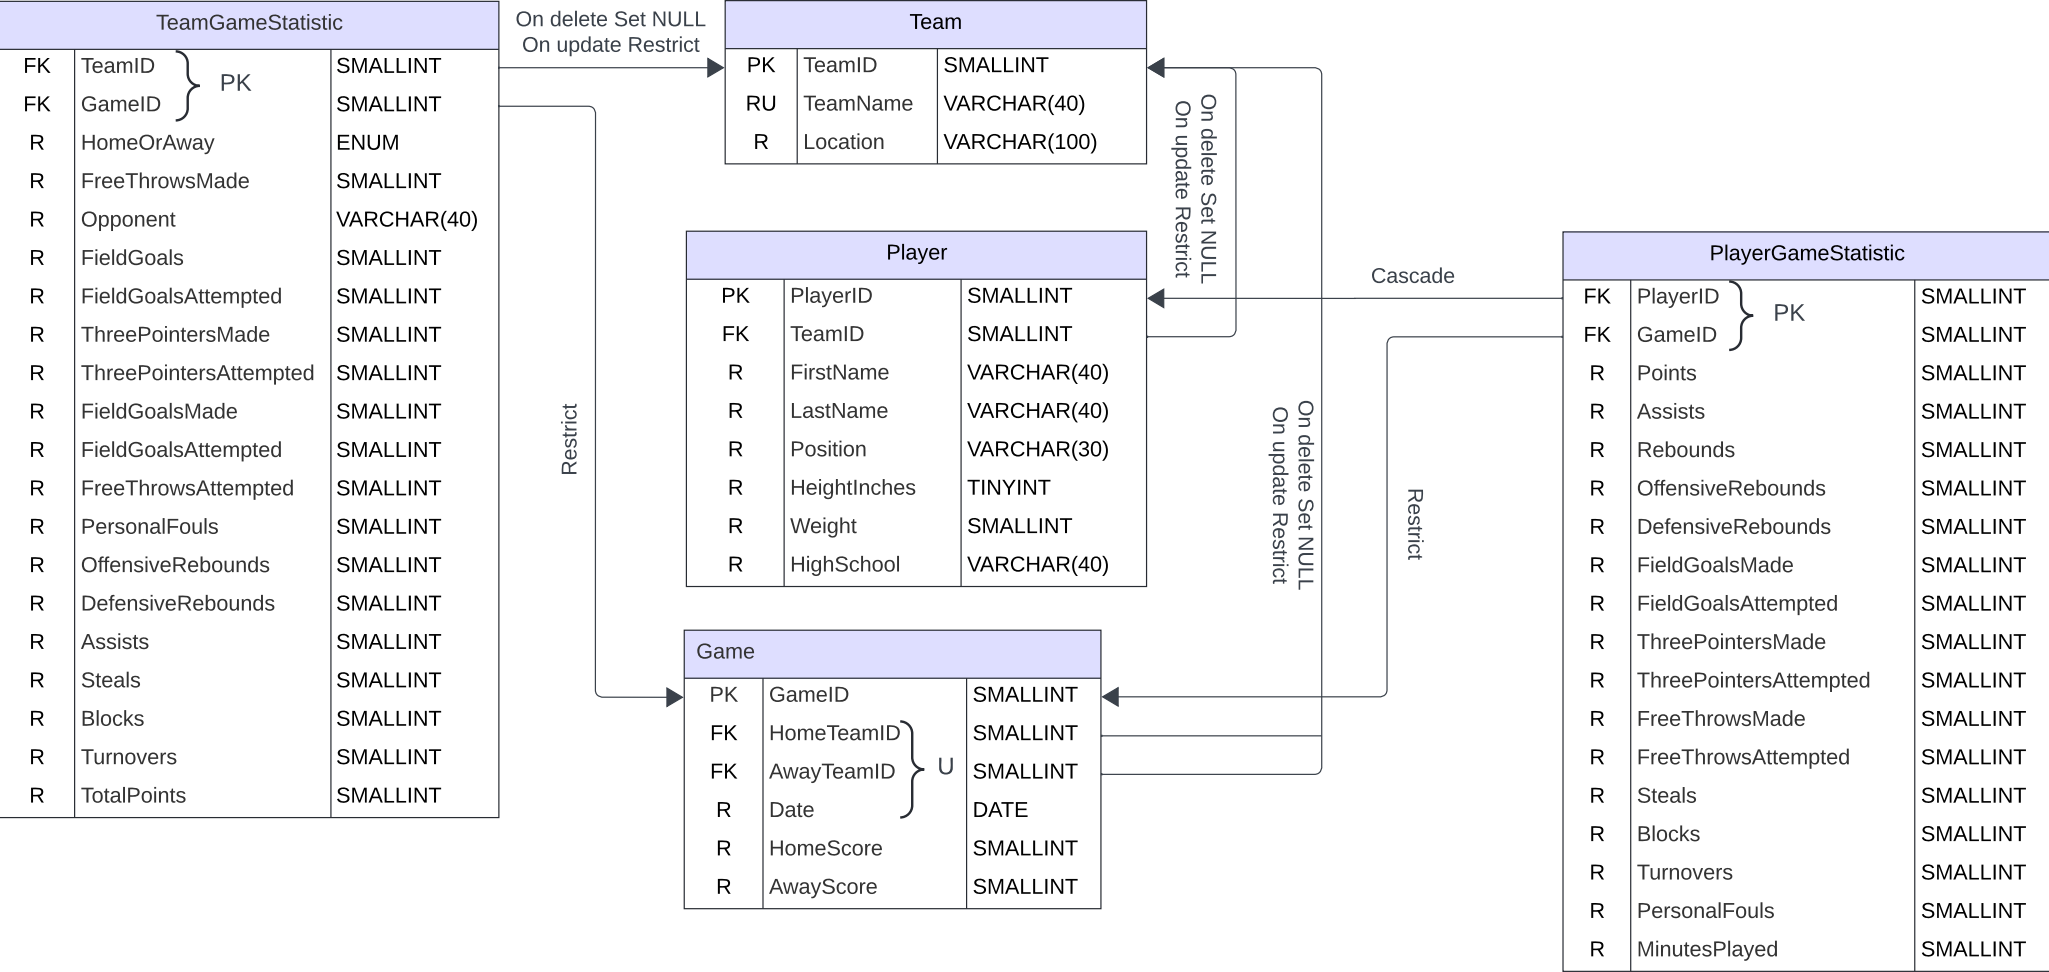 TeamGameStatistic
FK TeamID SMALLINT
FK GameID SMALLINT
PK
R HomeOrAway ENUM
R FreeThrowsMade SMALLINT
R Opponent VARCHAR(40)
R FieldGoals SMALLINT
R FieldGoalsAttempted SMALLINT
R ThreePointersMade SMALLINT
R ThreePointersAttempted SMALLINT
R FieldGoalsMade SMALLINT
R FieldGoalsAttempted SMALLINT
R FreeThrowsAttempted SMALLINT
R PersonalFouls SMALLINT
R OffensiveRebounds SMALLINT
R DefensiveRebounds SMALLINT
R Assists SMALLINT
R Steals SMALLINT
R Blocks SMALLINT
R Turnovers SMALLINT
R TotalPoints SMALLINT
On delete Set NULL
On update Restrict
Restrict
Team
PK TeamID SMALLINT
RU TeamName VARCHAR(40)
R Location VARCHAR(100)
On delete Set NULL
On update Restrict
Player
PK PlayerID SMALLINT
FK TeamID SMALLINT
R FirstName VARCHAR(40)
R LastName VARCHAR(40)
R Position VARCHAR(30)
R HeightInches TINYINT
R Weight SMALLINT
R HighSchool VARCHAR(40)
Game
PK GameID SMALLINT
FK HomeTeamID SMALLINT
FK AwayTeamID SMALLINT
U
R Date DATE
R HomeScore SMALLINT
R AwayScore SMALLINT
On delete Set NULL
On update Restrict
Cascade
Restrict
PlayerGameStatistic
FK PlayerID SMALLINT
FK GameID SMALLINT
PK
R Points SMALLINT
R Assists SMALLINT
R Rebounds SMALLINT
R OffensiveRebounds SMALLINT
R DefensiveRebounds SMALLINT
R FieldGoalsMade SMALLINT
R FieldGoalsAttempted SMALLINT
R ThreePointersMade SMALLINT
R ThreePointersAttempted SMALLINT
R FreeThrowsMade SMALLINT
R FreeThrowsAttempted SMALLINT
R Steals SMALLINT
R Blocks SMALLINT
R Turnovers SMALLINT
R PersonalFouls SMALLINT
R MinutesPlayed SMALLINT